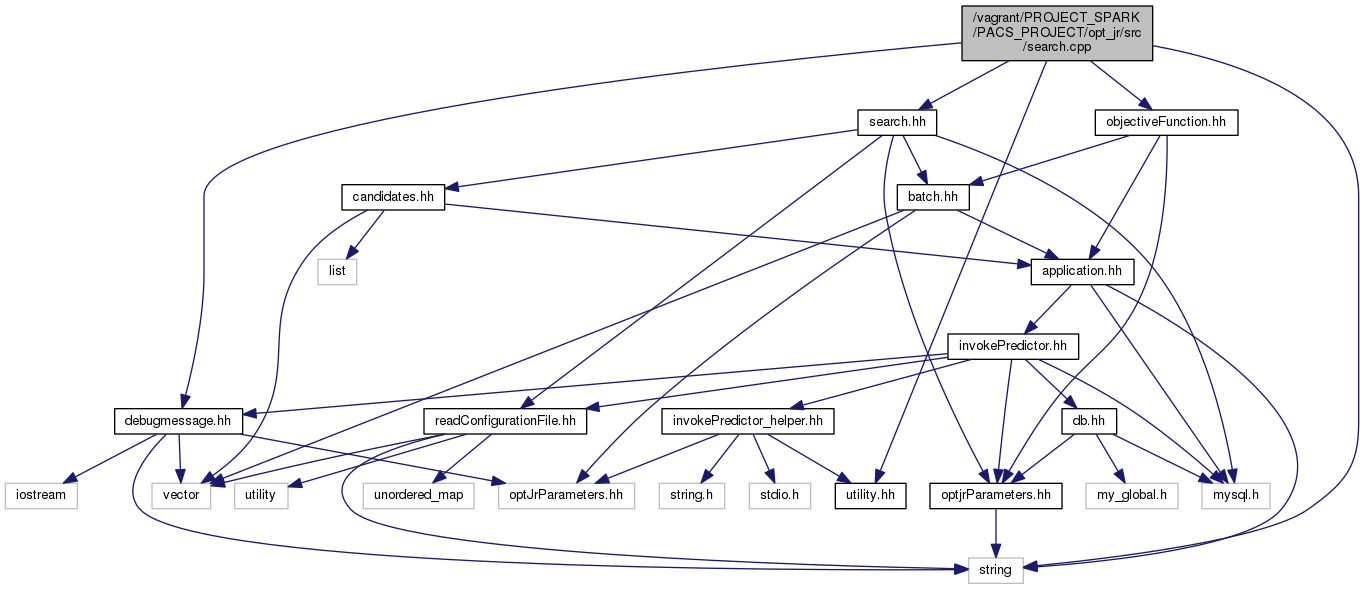 /vagrant/PROJECT_SPARK
/PACS_PROJECT/opt_jr/src
/search.cpp
search.hh
objectiveFunction.hh
candidates.hh
batch.hh
list
application.hh
invokePredictor.hh
debugmessage.hh
readConfigurationFile.hh
invokePredictor_helper.hh
db.hh
iostream
vector
utility
unordered_map
optJrParameters.hh
string.h
stdio.h
utility.hh
optjrParameters.hh
my_global.h
mysql.h
string